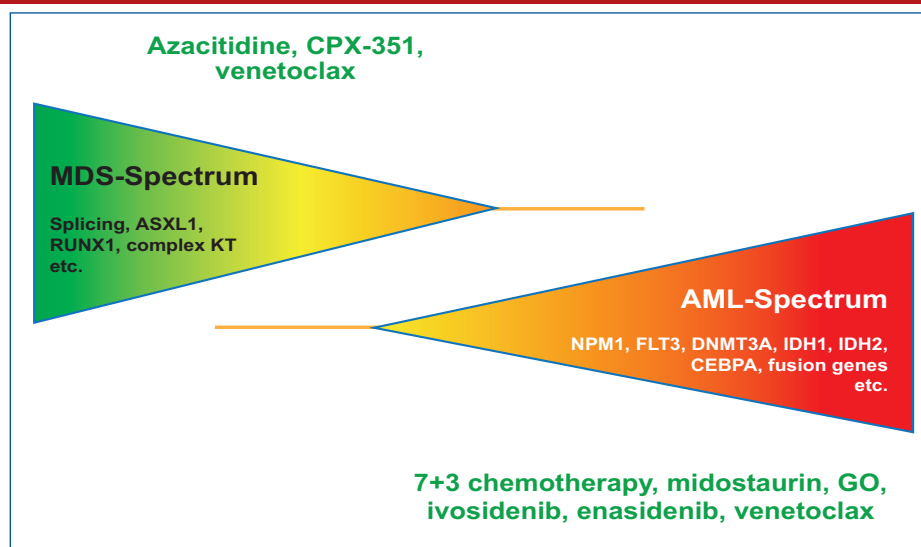 Azacitidine, CPX-351,
venetoclax
MDS-Spectrum
Splicing, ASXL1,
RUNX1, complex KT
etc.
AML-Spectrum
NPM1, FLT3, DNMT3A, IDH1, IDH2,
CEBPA, fusion genes
etc.
7+3 chemotherapy, midostaurin, GO,
ivosidenib, enasidenib, venetoclax